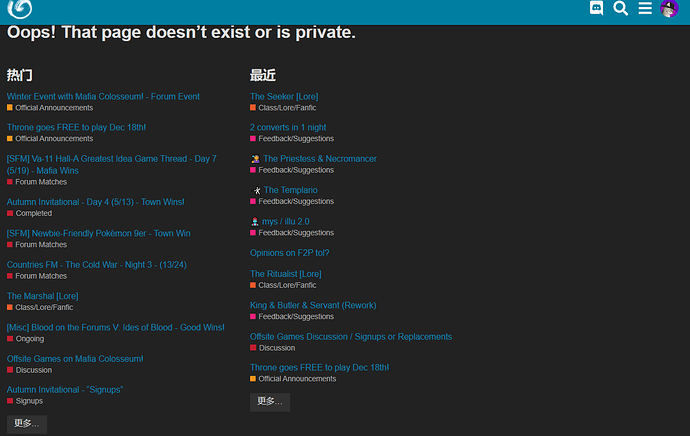 Oops! That page doesn’t exist or is private.
热门
Winter Event with Mafia Colosseum! - Forum Event
Official Announcements
Throne goes FREE to play Dec 18th!
Official Announcements
[SFM] Va-11 Hall-A Greatest Idea Game Thread - Day 7
(5/19) - Mafia Wins
Forum Matches
Autumn Invitational - Day 4 (5/13) - Town Wins!
Completed
[SFM] Newbie-Friendly Pokémon 9er - Town Win
Forum Matches
Countries FM - The Cold War - Night 3 - (13/24)
Forum Matches
The Marshal [Lore]
Class/Lore/Fanfic
[Misc] Blood on the Forums V: Ides of Blood - Good Wins!
Ongoing
Offsite Games on Mafia Colosseum!
Discussion
Autumn Invitational - "Signups"
Signups
更多...
最近
The Seeker [Lore]
Class/Lore/Fanfic
2 converts in 1 night
Feedback/Suggestions
The Priestess & Necromancer
Feedback/Suggestions
The Templario
Feedback/Suggestions
mys / illu 2.0
Feedback/Suggestions
Opinions on F2P tol?
The Ritualist [Lore]
Class/Lore/Fanfic
King & Butler & Servant (Rework)
Feedback/Suggestions
Offsite Games Discussion / Signups or Replacements
Discussion
Throne goes FREE to play Dec 18th!
Official Announcements
更多...